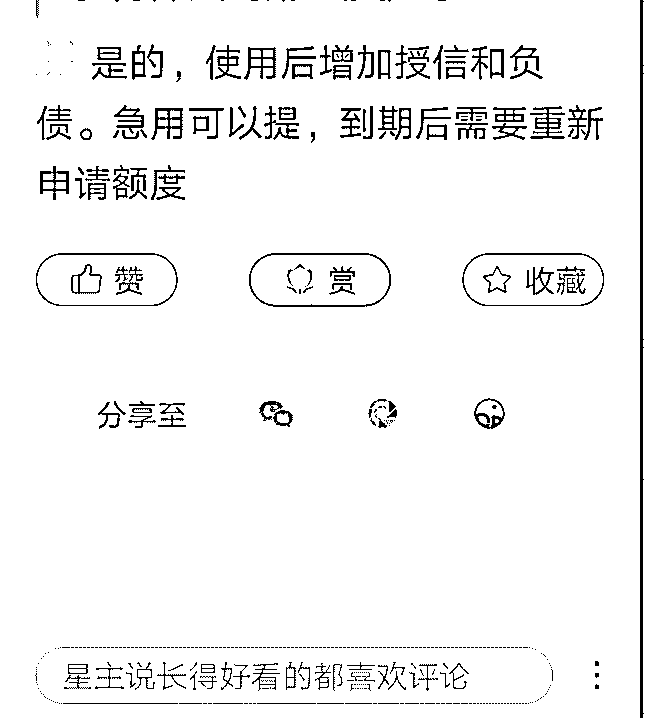 是的，使用后增加授信和负
债。急用可以提，到期后需要重新
申请额度
赞
赏
收藏
分享至
星主说长得好看的都喜欢评论